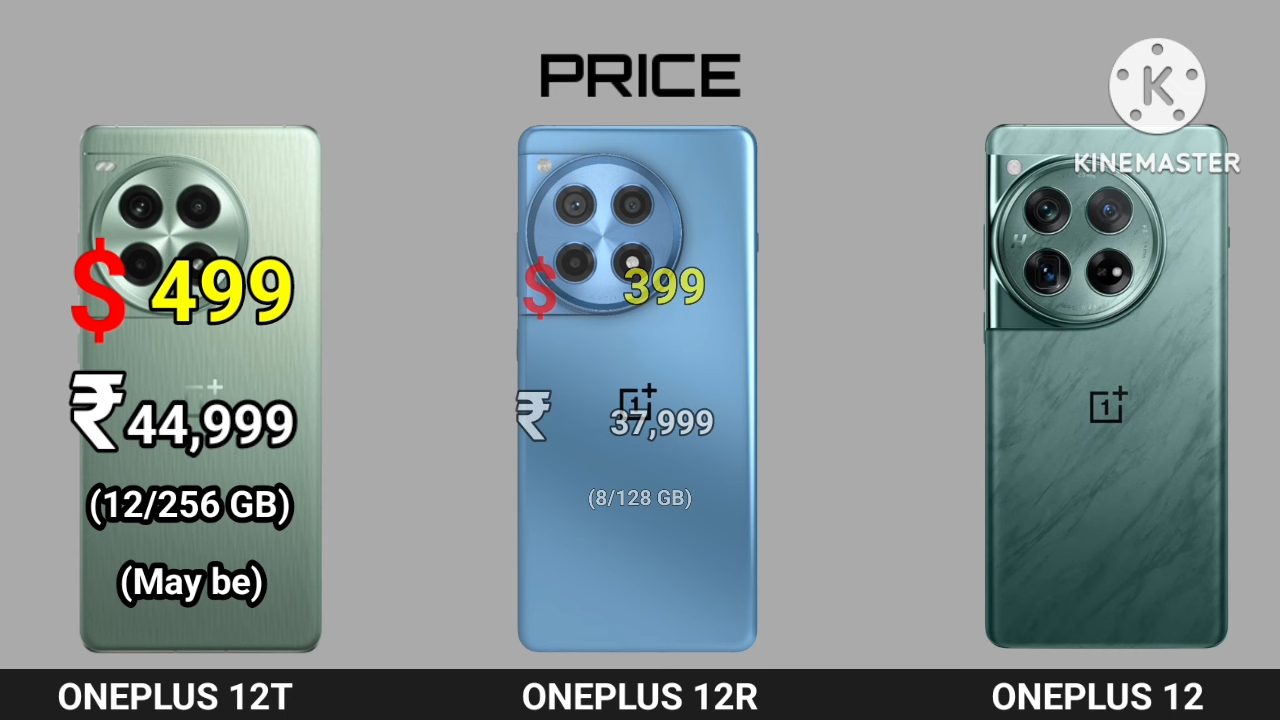 PRICE
KINEMASTER
$ 499
₹44,999
(12/256 GB)
(May be)
$ 399
₹ 37,999
(8/128 GB)
ONEPLUS 12T
ONEPLUS 12R
ONEPLUS 12